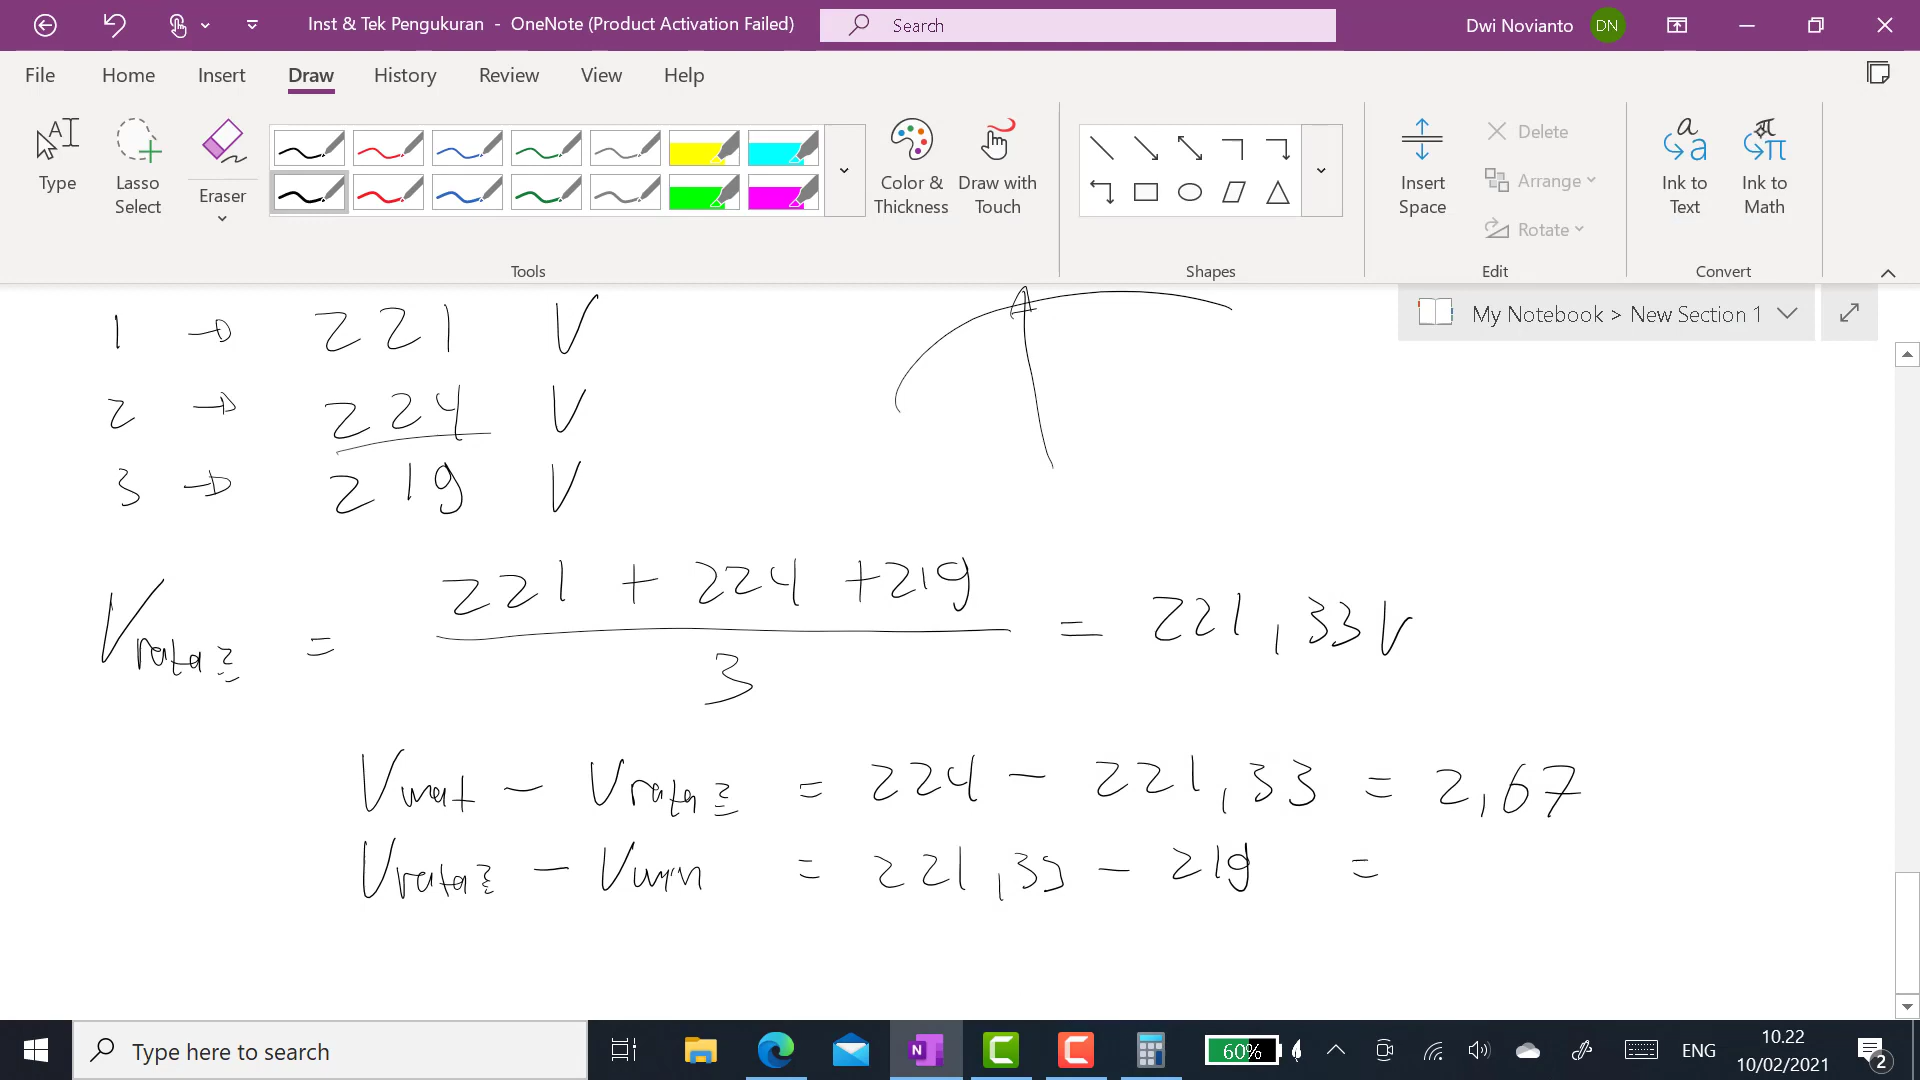 Inst & Tek Pengukuran - OneNote (Product Activation Failed)
Search
Dwi Novianto
DN
File Home Insert Draw History Review View Help
Type
Lasso Select
Eraser
Color & Thickness
Draw with Touch
Insert Space
Delete
Arrange
Rotate
Ink to Text
Ink to Math
Tools
Shapes
Edit
Convert
My Notebook > New Section 1
1 → 221 V
2 → 224 V
3 → 219 V
Vrata2 = 221 + 224 + 219 / 3 = 221,33 V
Vmat - Vrata2 = 224 - 221,33 = 2,67
Vrata2 - Vmin = 221,33 - 219 =
Type here to search
60%
ENG
10.22
10/02/2021
2